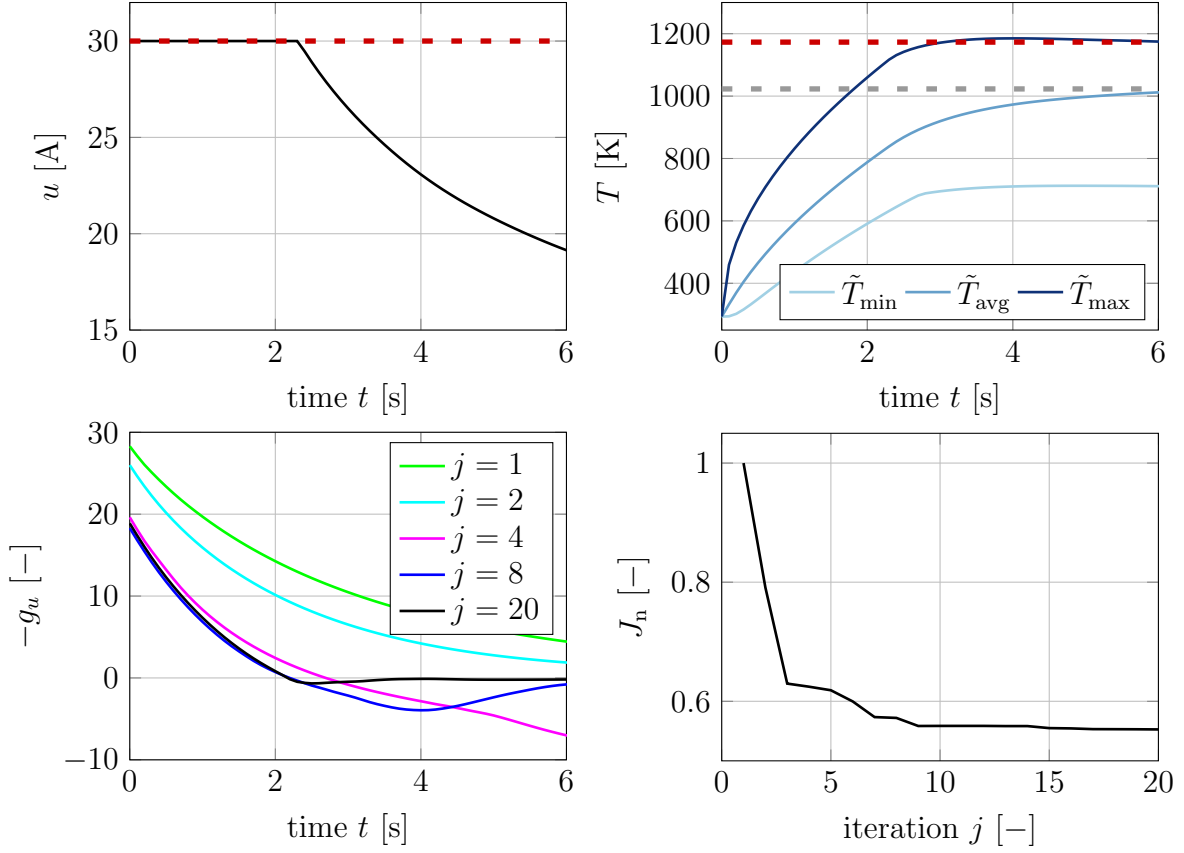 30
25
20
15
u [A]
0
2
4
6
time t [s]
1200
1000
800
600
400
T [K]
T̃min
T̃avg
T̃max
0
2
4
6
time t [s]
30
20
10
0
−10
−gu [−]
j = 1
j = 2
j = 4
j = 8
j = 20
0
2
4
6
time t [s]
1
0.8
0.6
Jn [−]
0
5
10
15
20
iteration j [−]